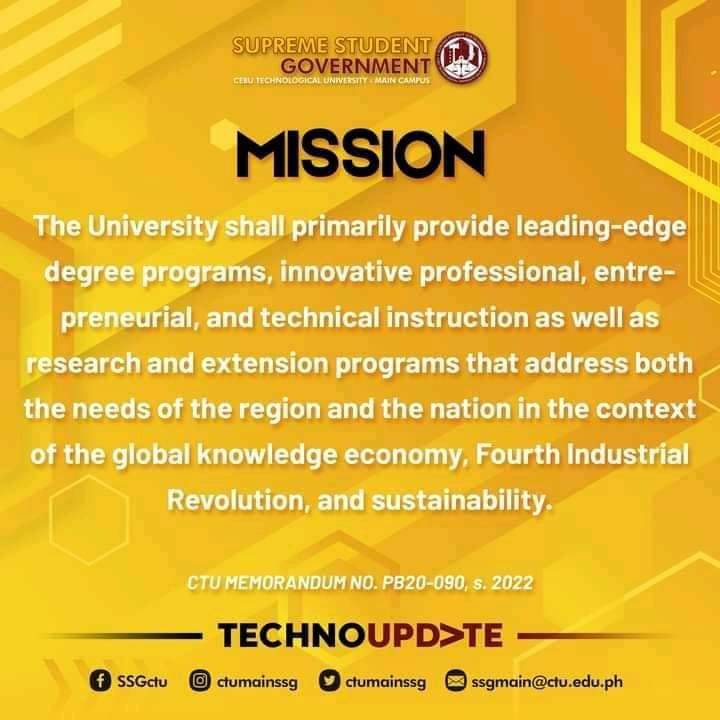 SUPREME STUDENT
GOVERNMENT
CEBU TECHNOLOGICAL UNIVERSITY - MAIN CAMPUS
MISSION
The University shall primarily provide leading-edge
degree programs, innovative professional, entre-
preneurial, and technical instruction as well as
research and extension programs that address both
the needs of the region and the nation in the context
of the global knowledge economy, Fourth Industrial
Revolution, and sustainability.
CTU MEMORANDUM NO. PB20-090, s. 2022
TECHNOUPD>TE
SSGctu ctumainssg ctumainssg ssgmain@ctu.edu.ph